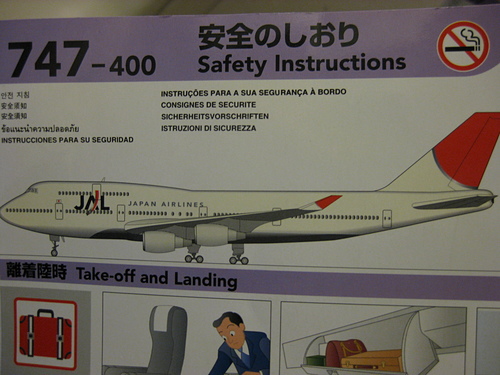 747-400
安全のしおり
Safety Instructions
안전 지침
安全須知
安全須知
ข้อแนะนำความปลอดภัย
INSTRUCCIONES PARA SU SEGURIDAD
INSTRUÇÕES PARA A SUA SEGURANÇA À BORDO
CONSIGNES DE SECURITE
SICHERHEITSVORSCHRIFTEN
ISTRUZIONI DI SICUREZZA
JAL
JAPAN AIRLINES
離着陸時 Take-off and Landing